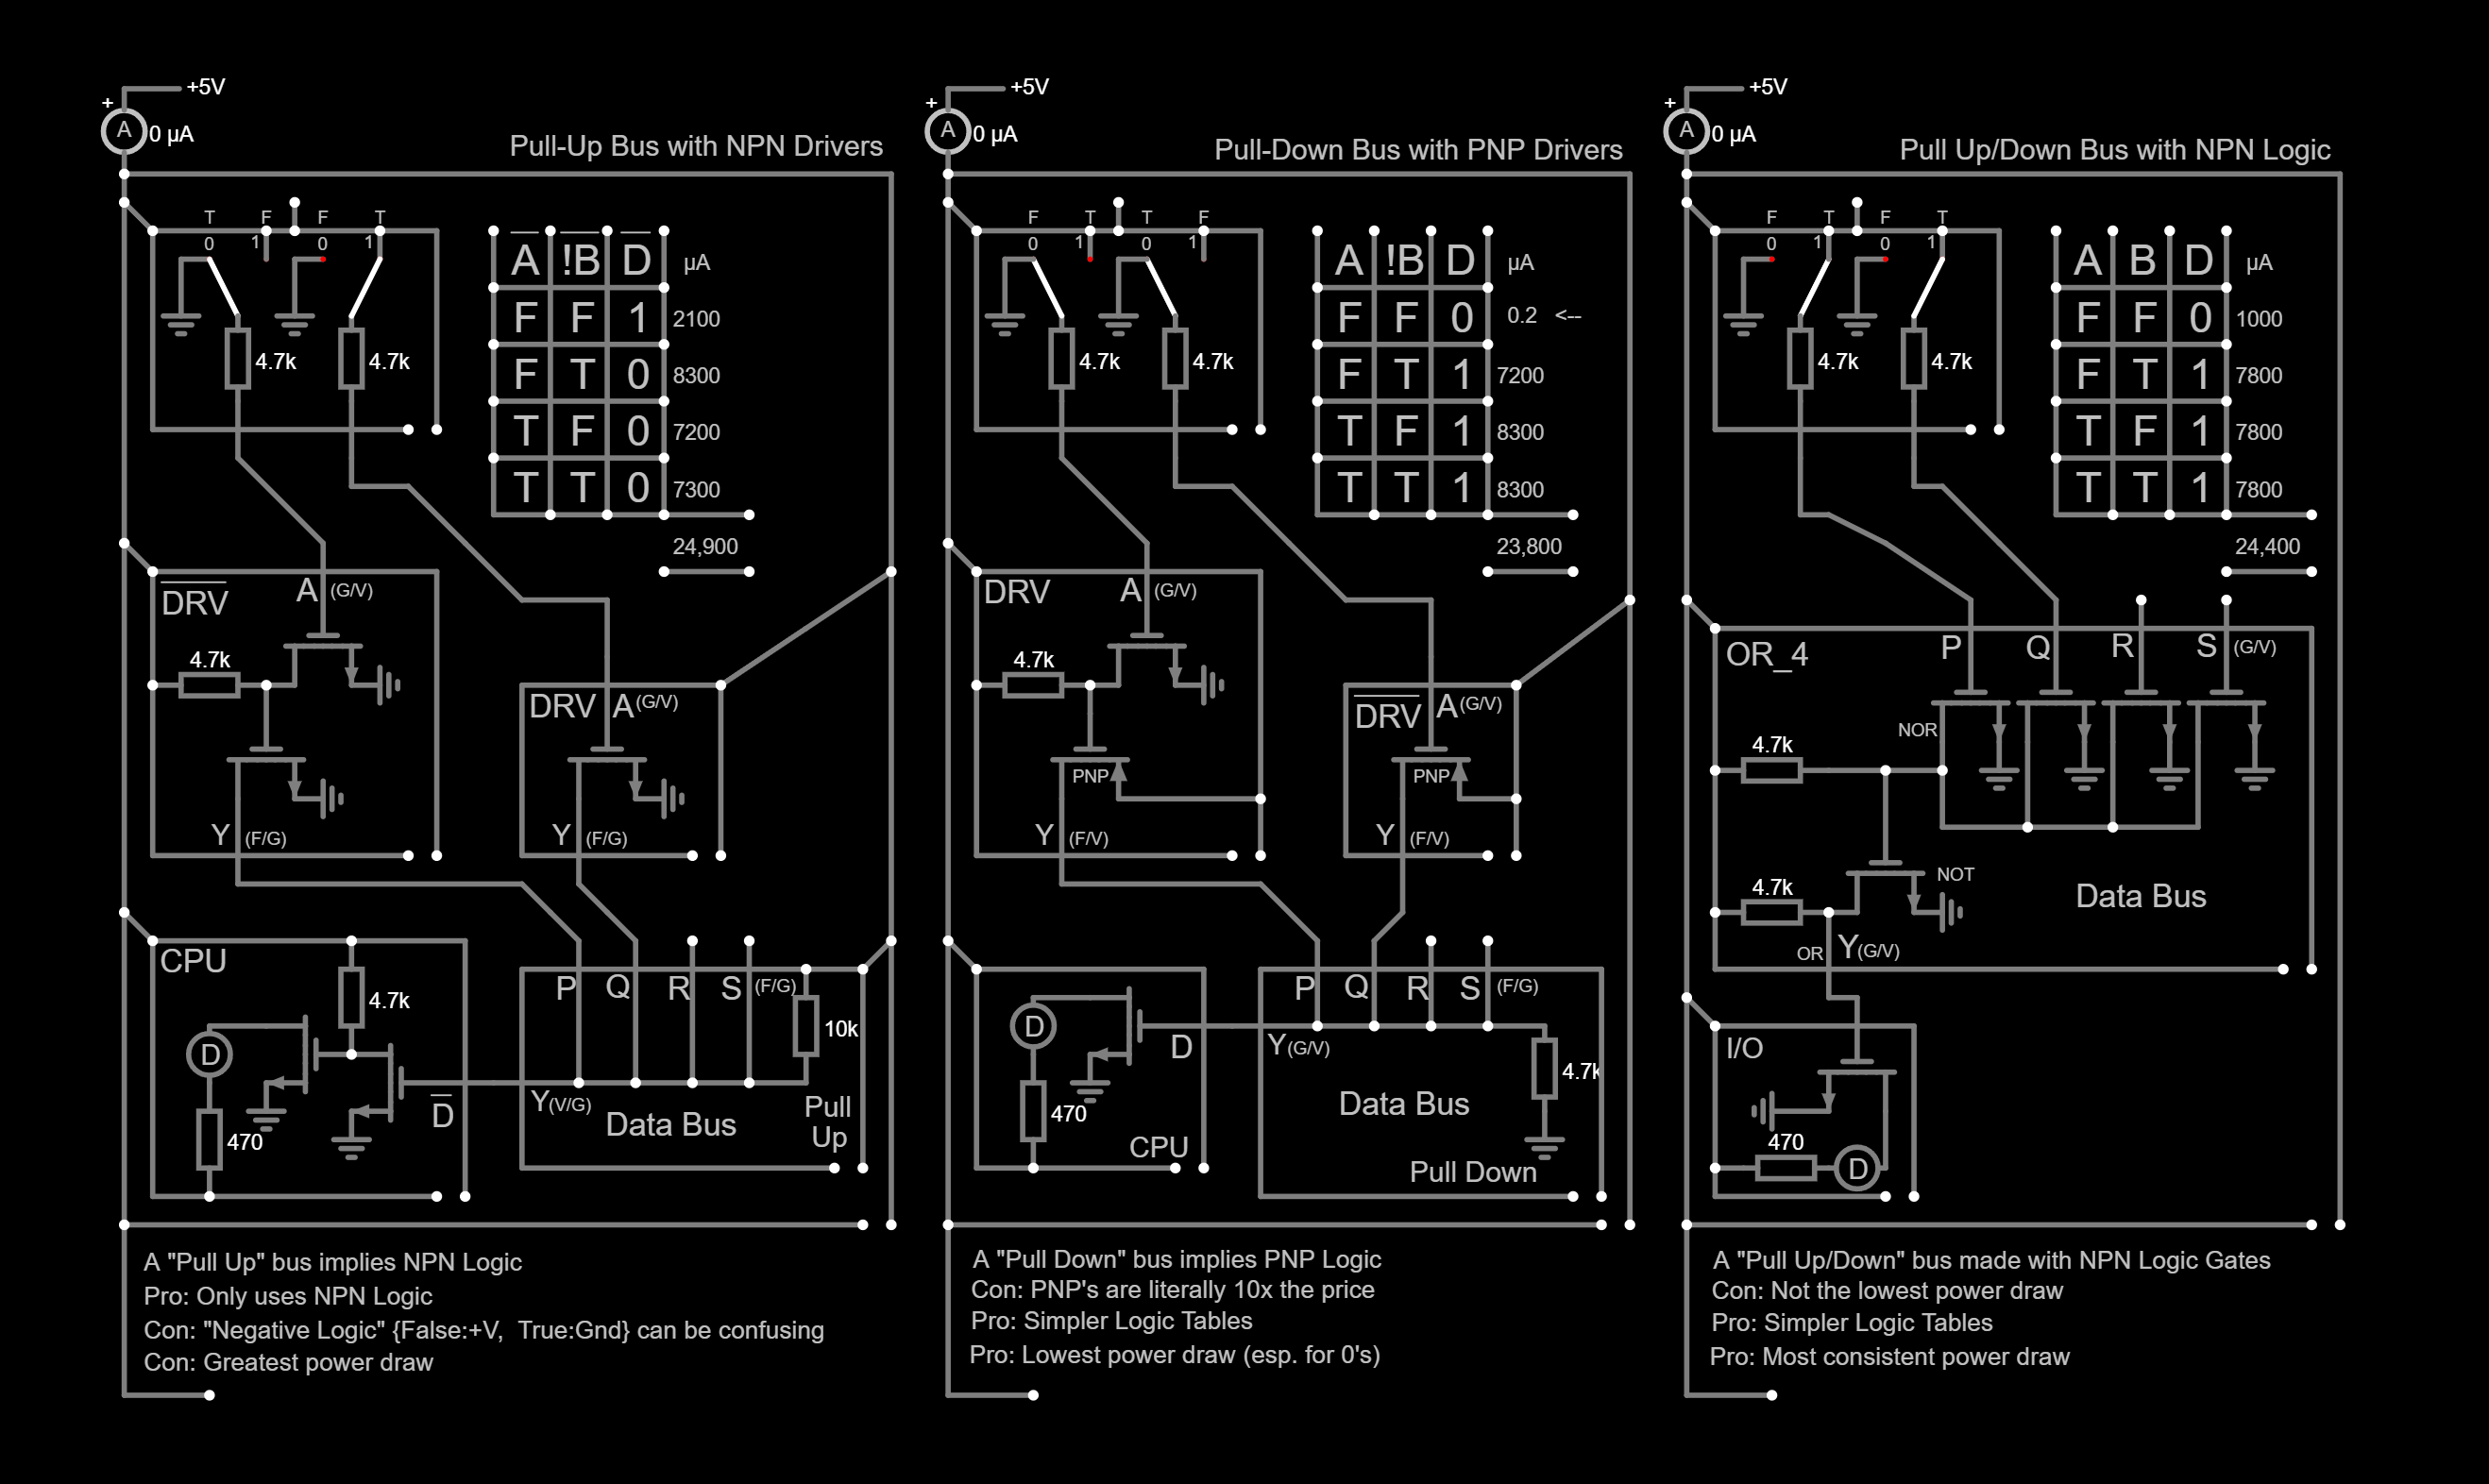 +5V
+
A
0 µA
Pull-Up Bus with NPN Drivers
T F F T
0 1 0 1
4.7k
4.7k
A !B D µA
F F 1 2100
F T 0 8300
T F 0 7200
T T 0 7300
24,900
DRV
A (G/V)
4.7k
Y (F/G)
DRV A (G/V)
Y (F/G)
CPU
4.7k
D
470
D
P Q R S (F/G)
10k
Y(V/G)
Data Bus
Pull
Up
A "Pull Up" bus implies NPN Logic
Pro: Only uses NPN Logic
Con: "Negative Logic" {False:+V, True:Gnd} can be confusing
Con: Greatest power draw
+5V
+
A
0 µA
Pull-Down Bus with PNP Drivers
F T T F
0 1 0 1
4.7k
4.7k
A !B D µA
F F 0 0.2 <--
F T 1 7200
T F 1 8300
T T 1 8300
23,800
DRV
A (G/V)
4.7k
PNP
Y (F/V)
DRV A (G/V)
PNP
Y (F/V)
D
470
D
CPU
P Q R S (F/G)
Y(G/V)
4.7k
Data Bus
Pull Down
A "Pull Down" bus implies PNP Logic
Con: PNP's are literally 10x the price
Pro: Simpler Logic Tables
Pro: Lowest power draw (esp. for 0's)
+5V
+
A
0 µA
Pull Up/Down Bus with NPN Logic
F T F T
0 1 0 1
4.7k
4.7k
A B D µA
F F 0 1000
F T 1 7800
T F 1 7800
T T 1 7800
24,400
OR_4
P Q R S (G/V)
NOR
4.7k
4.7k
NOT
Data Bus
OR Y(G/V)
I/O
470
D
A "Pull Up/Down" bus made with NPN Logic Gates
Con: Not the lowest power draw
Pro: Simpler Logic Tables
Pro: Most consistent power draw